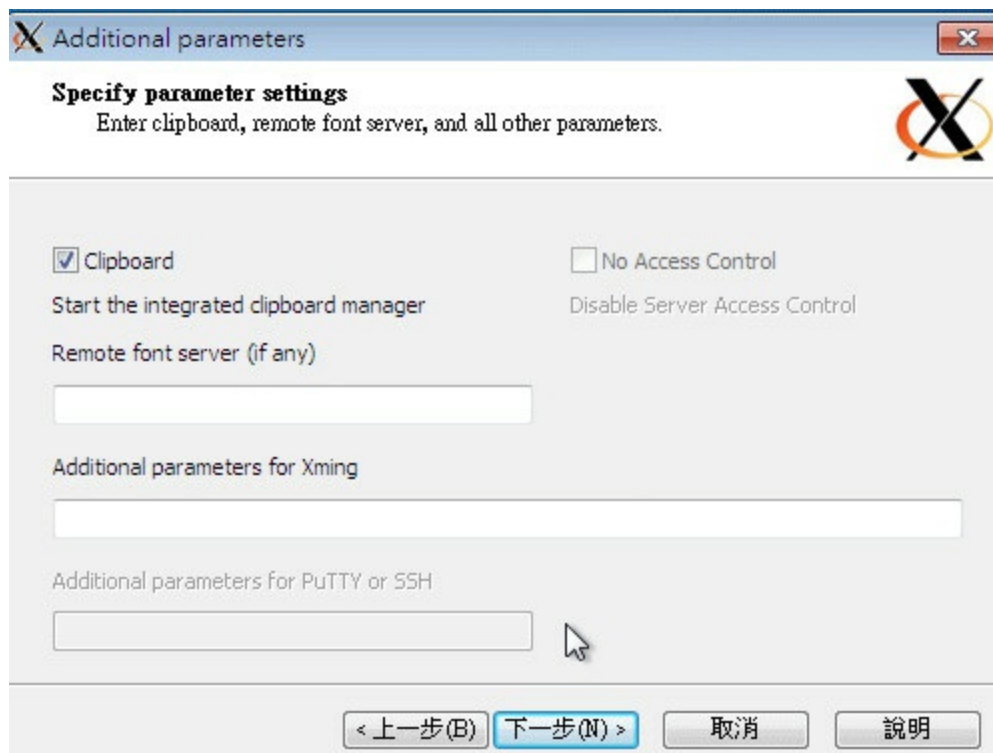 Additional parameters
Specify parameter settings
Enter clipboard, remote font server, and all other parameters.
Clipboard
No Access Control
Start the integrated clipboard manager
Disable Server Access Control
Remote font server (if any)
Additional parameters for Xming
Additional parameters for PuTTY or SSH
<上一步(B) 下一步(N)> 取消 說明